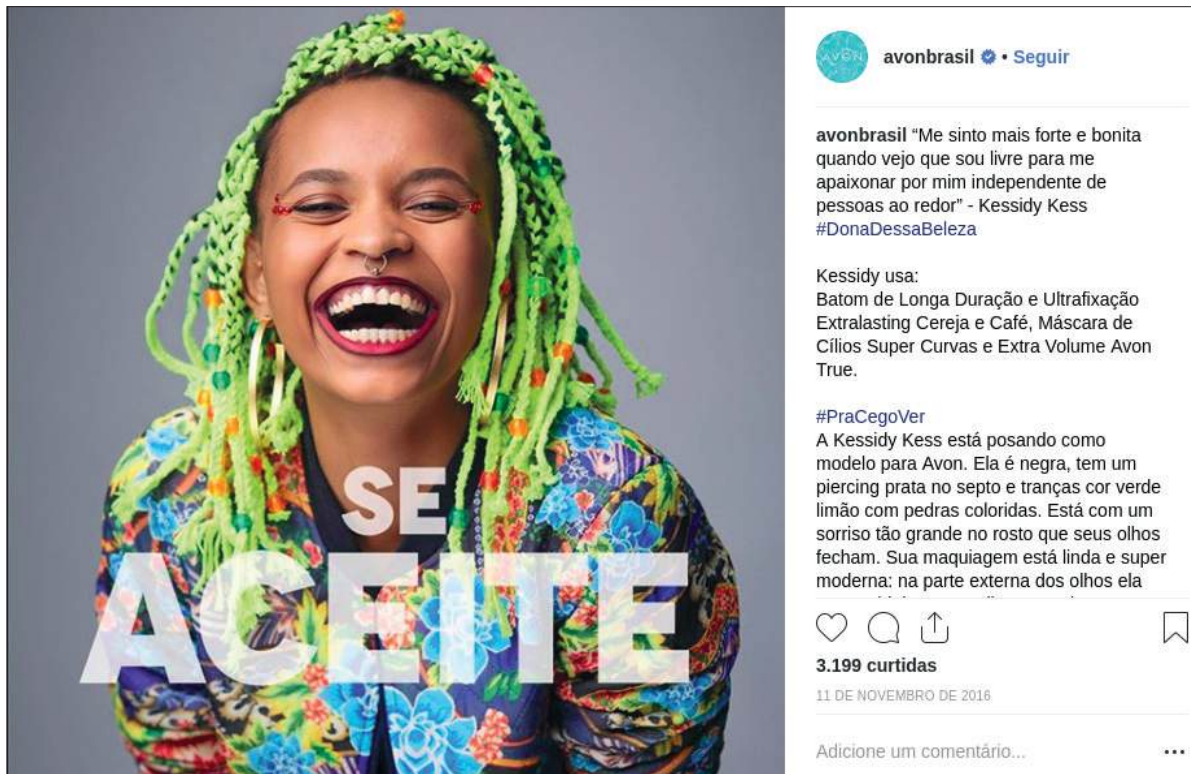 SE
ACEITE
AVON
avonbrasil • Seguir
avonbrasil “Me sinto mais forte e bonita
quando vejo que sou livre para me
apaixonar por mim independente de
pessoas ao redor” - Kessidy Kess
#DonaDessaBeleza
Kessidy usa:
Batom de Longa Duração e Ultrafixação
Extralasting Cereja e Café, Máscara de
Cílios Super Curvas e Extra Volume Avon
True.
#PraCegoVer
A Kessidy Kess está posando como
modelo para Avon. Ela é negra, tem um
piercing prata no septo e tranças cor verde
limão com pedras coloridas. Está com um
sorriso tão grande no rosto que seus olhos
fecham. Sua maquiagem está linda e super
moderna: na parte externa dos olhos ela
3.199 curtidas
11 DE NOVEMBRO DE 2016
Adicione um comentário...